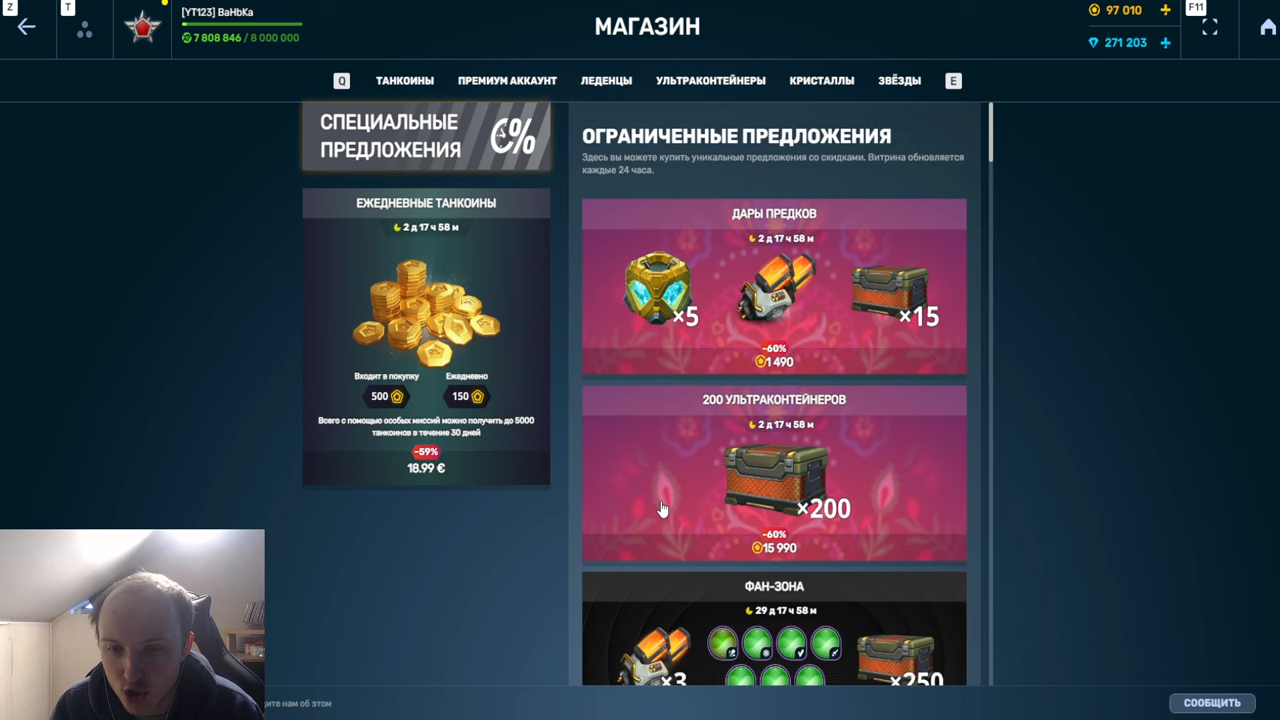 Z
T
[YT123] BaHbKa
7 808 846 / 8 000 000
МАГАЗИН
97 010
271 203
F11
Q
ТАНКОИНЫ
ПРЕМИУМ АККАУНТ
ЛЕДЕНЦЫ
УЛЬТРАКОНТЕЙНЕРЫ
КРИСТАЛЛЫ
ЗВЁЗДЫ
E
СПЕЦИАЛЬНЫЕ
ПРЕДЛОЖЕНИЯ
%
ЕЖЕДНЕВНЫЕ ТАНКОИНЫ
2 д 17 ч 58 м
Входит в покупку
Ежедневно
500
150
Всего с помощью особых миссий можно получить до 5000
танкоинов в течение 30 дней
-59%
18.99 €
ОГРАНИЧЕННЫЕ ПРЕДЛОЖЕНИЯ
Здесь вы можете купить уникальные предложения со скидками. Витрина обновляется
каждые 24 часа.
ДАРЫ ПРЕДКОВ
2 д 17 ч 58 м
×5
×15
-60%
1 490
200 УЛЬТРАКОНТЕЙНЕРОВ
2 д 17 ч 58 м
×200
-60%
15 990
ФАН-ЗОНА
29 д 17 ч 58 м
×3
×250
нам об этом
СООБЩИТЬ